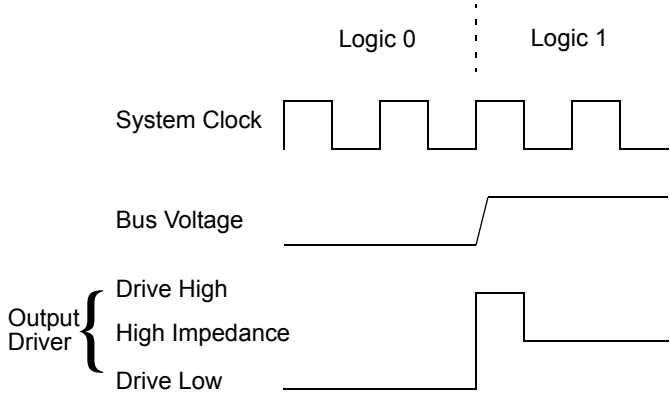 Logic 0
Logic 1
System Clock
Bus Voltage
Drive High
Output
Driver
High Impedance
Drive Low